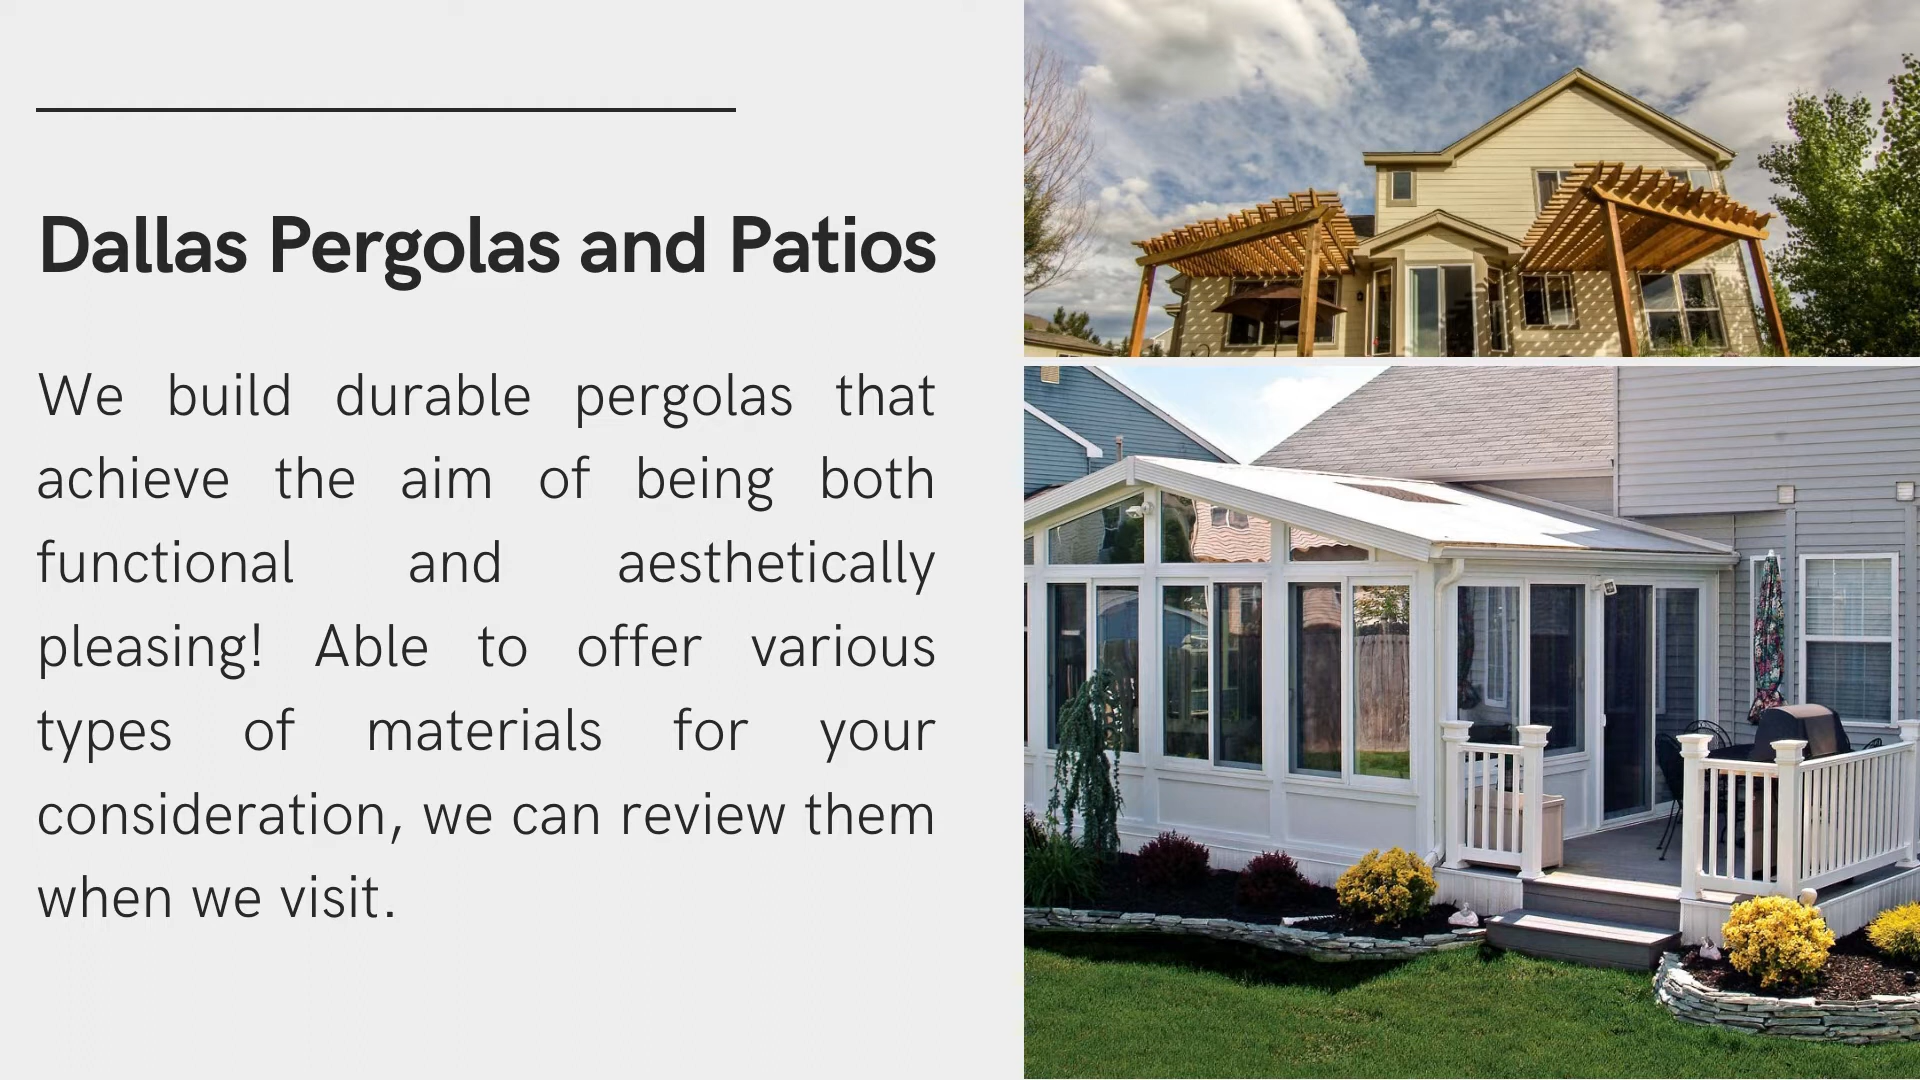 Dallas Pergolas and Patios
We build durable pergolas that
achieve the aim of being both
functional and aesthetically
pleasing! Able to offer various
types of materials for your
consideration, we can review them
when we visit.